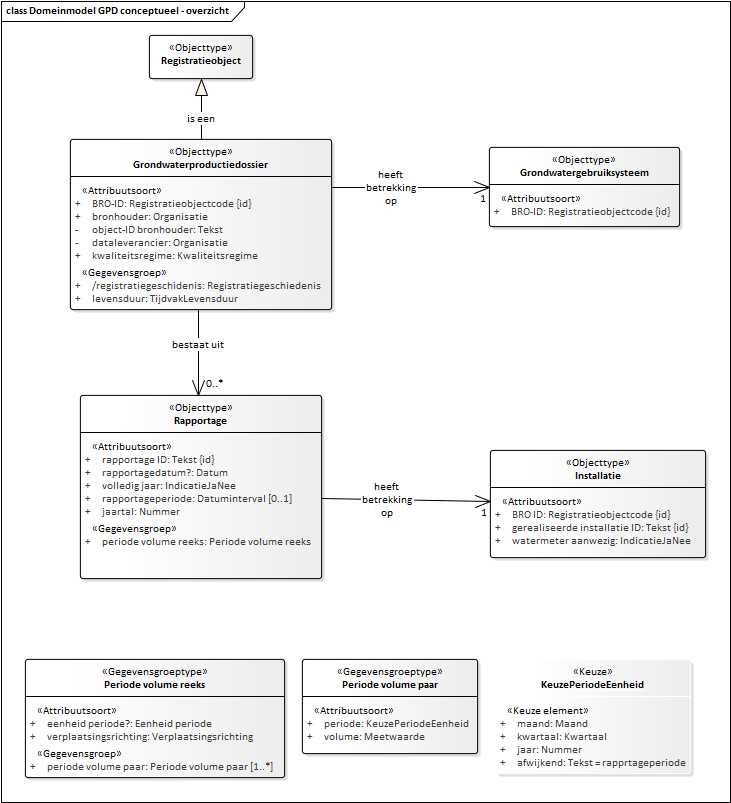 class Domeinmodel GPD conceptueel - overzicht
«Objecttype»
Registratieobject
is een
«Objecttype»
Grondwaterproductiedossier
«Attribuutsoort»
+ BRO-ID: Registratieobjectcode {id}
+ bronhouder: Organisatie
- object-ID bronhouder: Tekst
- dataleverancier: Organisatie
+ kwaliteitsregime: Kwaliteitsregime
«Gegevensgroep»
+ /registratiegeschidenis: Registratiegeschiedenis
+ levensduur: TijdvakLevensduur
heeft
betrekking
op
1
«Objecttype»
Grondwatergebruiksysteem
«Attribuutsoort»
+ BRO-ID: Registratieobjectcode {id}
bestaat uit
/0..*
«Objecttype»
Rapportage
«Attribuutsoort»
+ rapportage ID: Tekst {id}
+ rapportagedatum?: Datum
+ volledig jaar: IndicatieJaNee
+ rapportageperiode: Datuminterval [0..1]
+ jaartal: Nummer
«Gegevensgroep»
+ periode volume reeks: Periode volume reeks
heeft
betrekking
op
1
«Objecttype»
Installatie
«Attribuutsoort»
+ BRO ID: Registratieobjectcode {id}
+ gerealiseerde installatie ID: Tekst {id}
+ watermeter aanwezig: IndicatieJaNee
«Gegevensgroeptype»
Periode volume reeks
«Attribuutsoort»
+ eenheid periode?: Eenheid periode
+ verplaatsingsrichting: Verplaatsingsrichting
«Gegevensgroep»
+ periode volume paar: Periode volume paar [1..*]
«Gegevensgroeptype»
Periode volume paar
«Attribuutsoort»
+ periode: KeuzePeriodeEenheid
+ volume: Meetwaarde
«Keuze»
KeuzePeriodeEenheid
«Keuze element»
+ maand: Maand
+ kwartaal: Kwartaal
+ jaar: Nummer
+ afwijkend: Tekst = rapprtageperiode